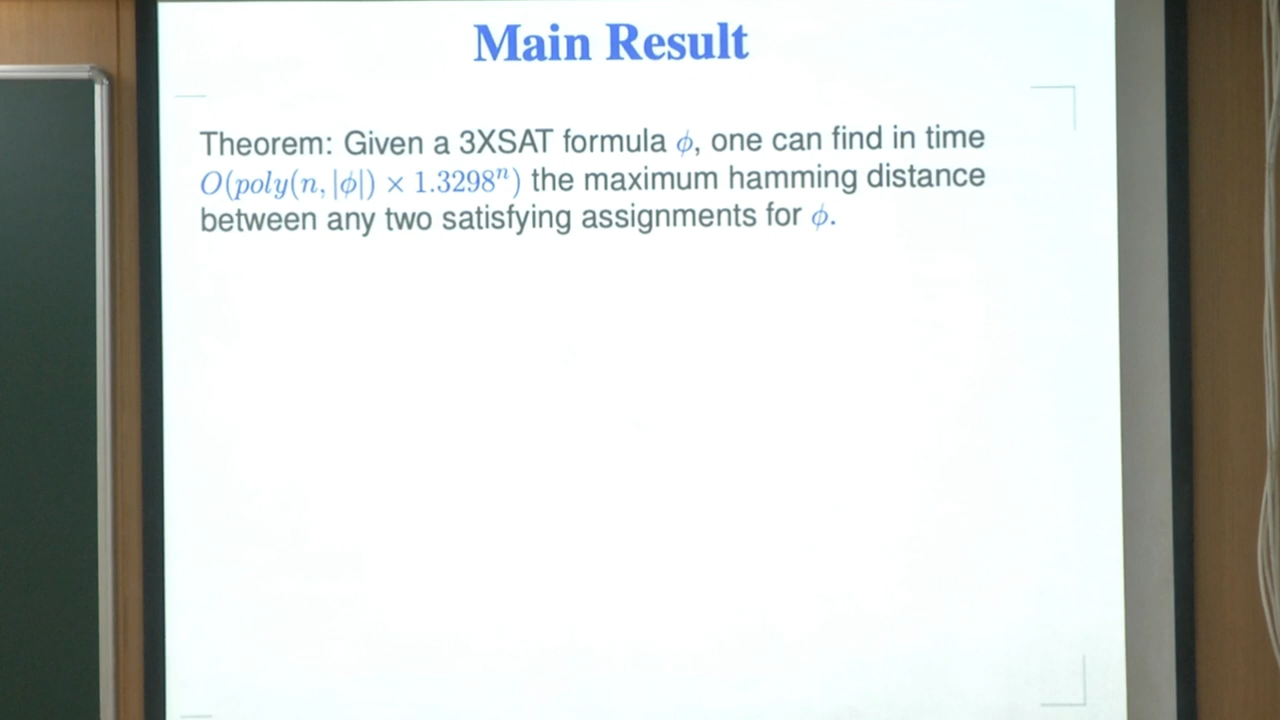 Main Result
Theorem: Given a 3XSAT formula ϕ, one can find in time
O(poly(n, |ϕ|) × 1.3298ⁿ) the maximum hamming distance
between any two satisfying assignments for ϕ.